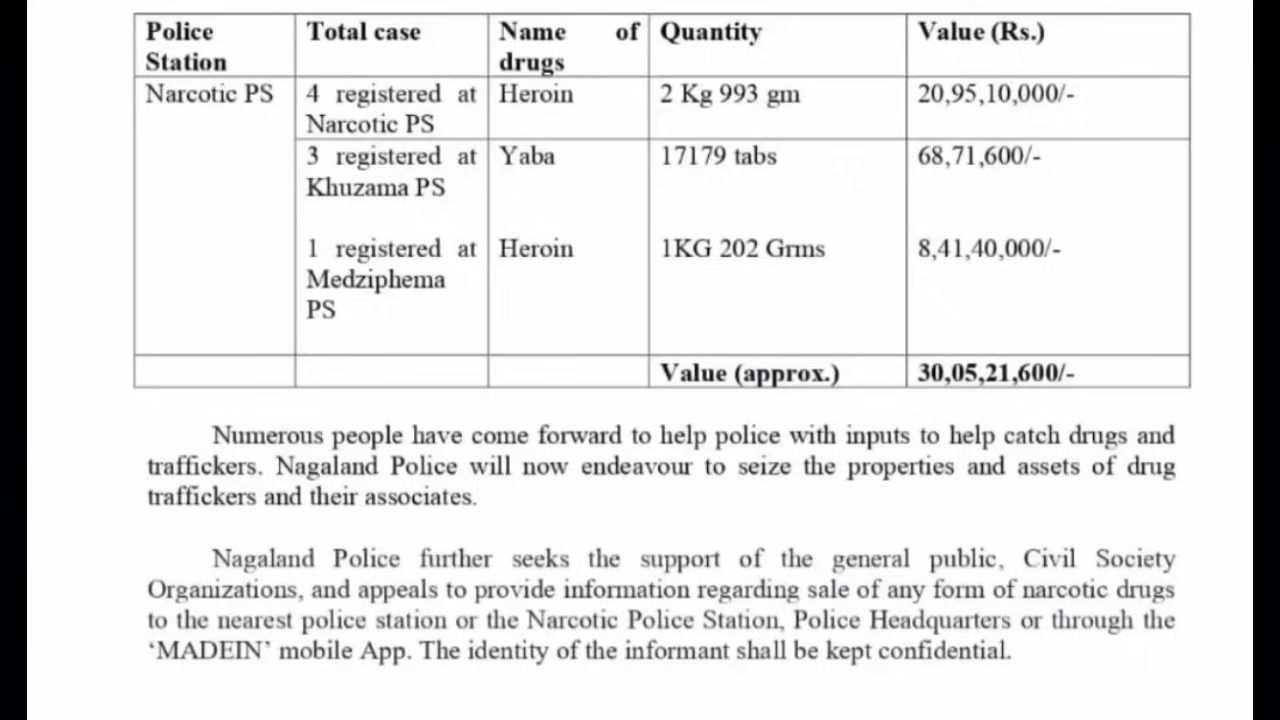 Police Station
Total case
Name of drugs
Quantity
Value (Rs.)
Narcotic PS
4 registered at Narcotic PS
Heroin
2 Kg 993 gm
20,95,10,000/-
3 registered at Khuzama PS
Yaba
17179 tabs
68,71,600/-
1 registered at Medziphema PS
Heroin
1KG 202 Grms
8,41,40,000/-
Value (approx.)
30,05,21,600/-
Numerous people have come forward to help police with inputs to help catch drugs and
traffickers. Nagaland Police will now endeavour to seize the properties and assets of drug
traffickers and their associates.
Nagaland Police further seeks the support of the general public, Civil Society
Organizations, and appeals to provide information regarding sale of any form of narcotic drugs
to the nearest police station or the Narcotic Police Station, Police Headquarters or through the
‘MADEIN’ mobile App. The identity of the informant shall be kept confidential.